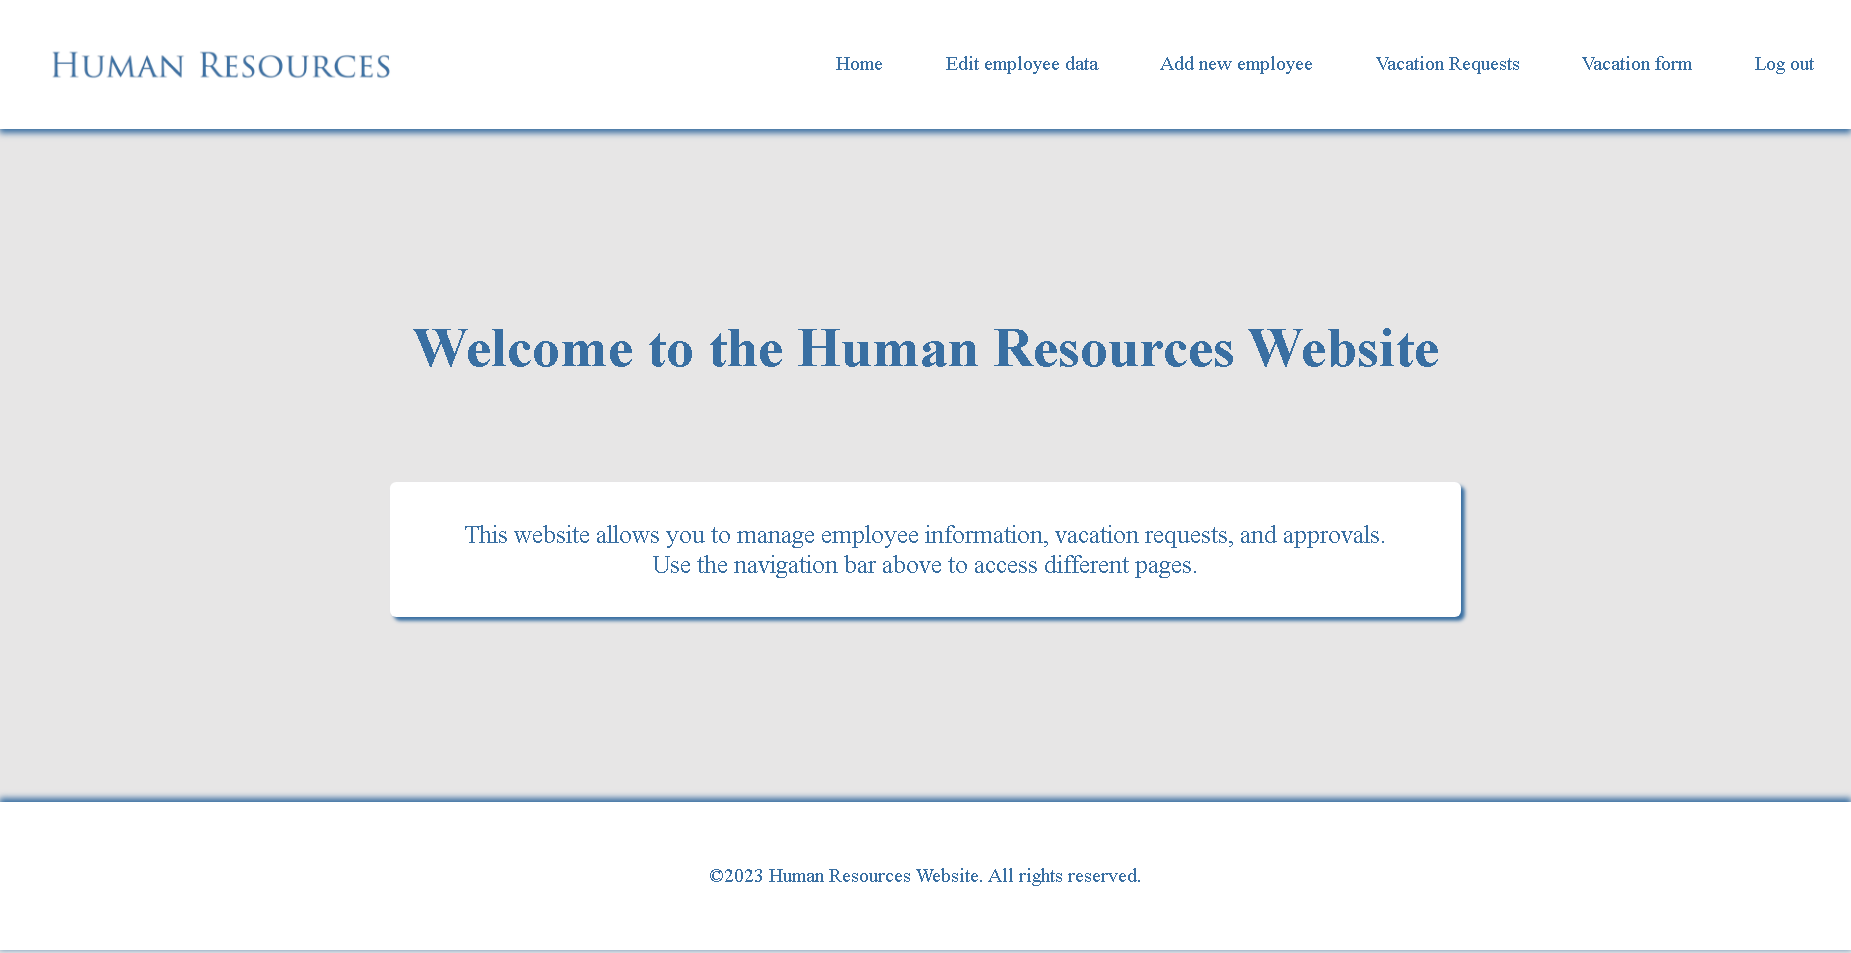 HUMAN RESOURCES
Home Edit employee data Add new employee Vacation Requests Vacation form Log out
Welcome to the Human Resources Website
This website allows you to manage employee information, vacation requests, and approvals.
Use the navigation bar above to access different pages.
©2023 Human Resources Website. All rights reserved.